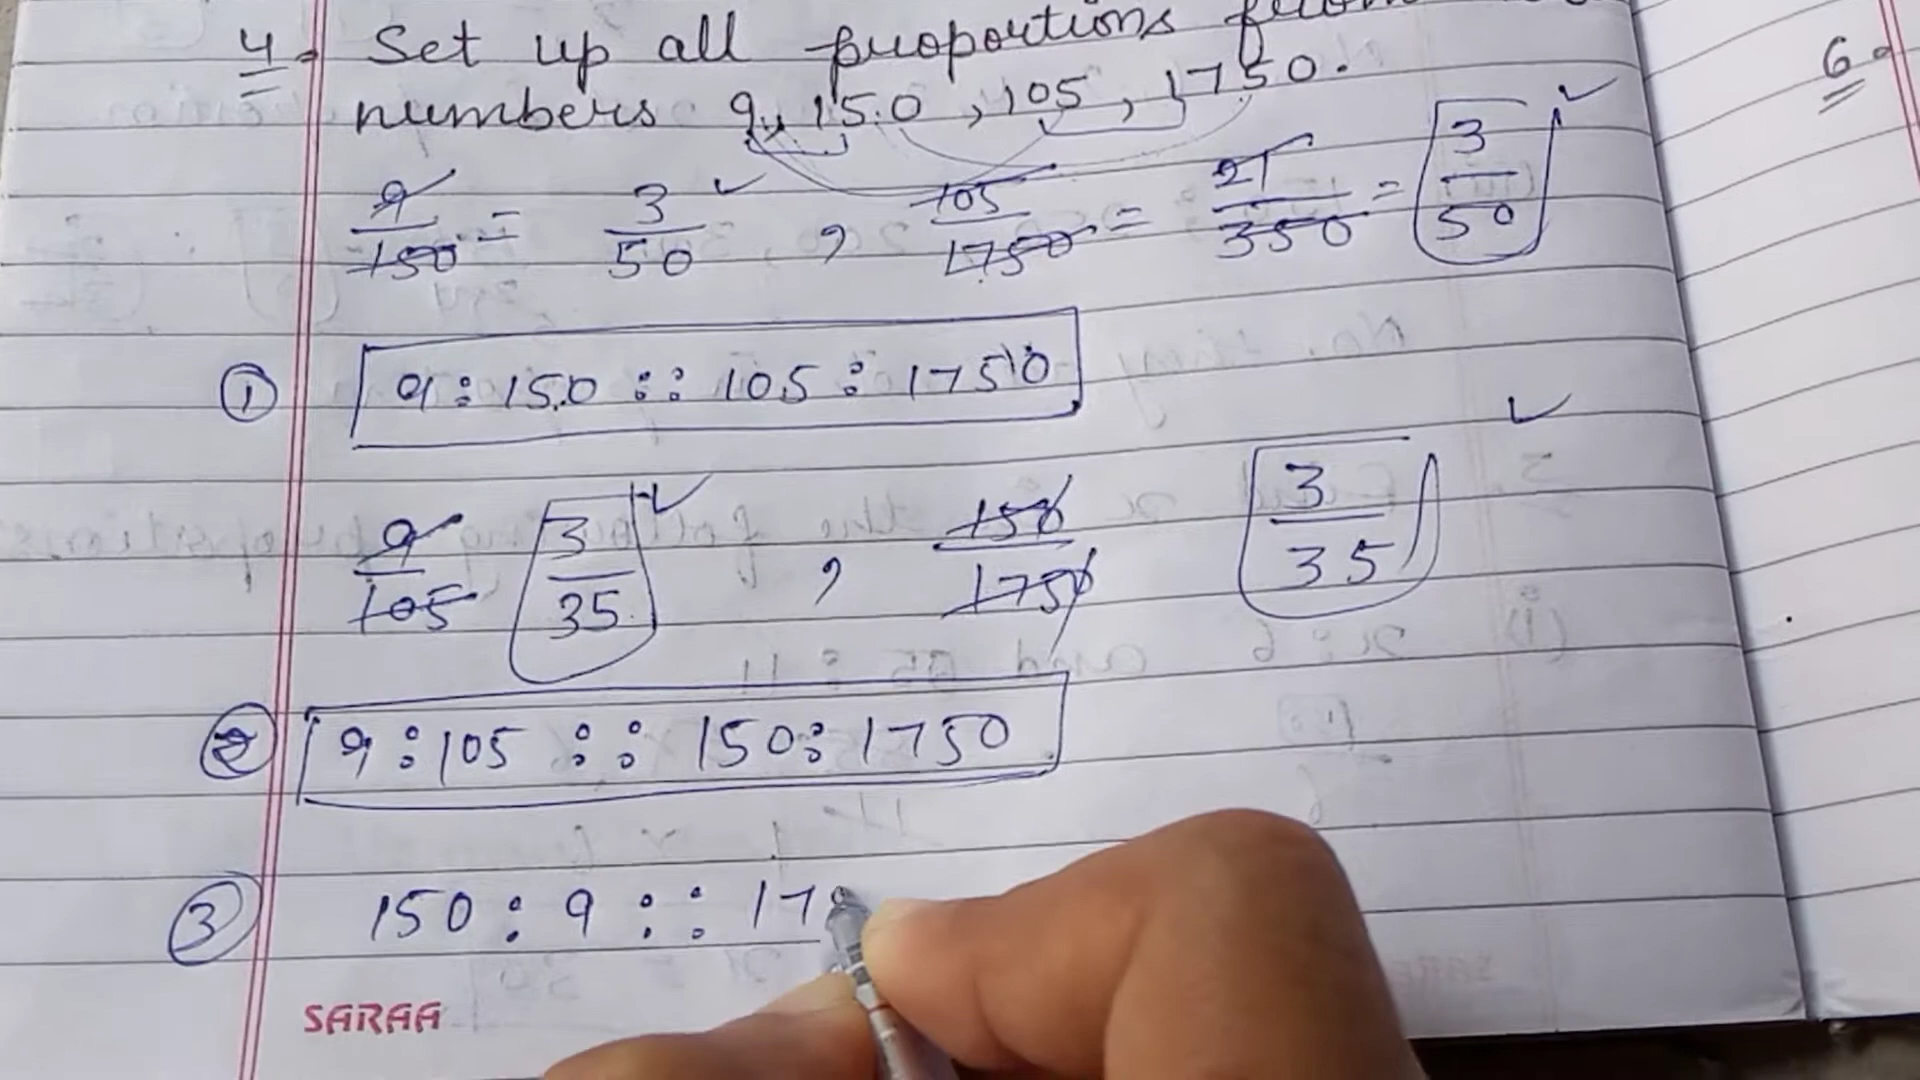 4. Set up all proportions from
numbers 9, 150, 105, 1750.
9/150 = 3/50 ✓, 105/1750 = 21/350 = 3/50 ✓
① 9 : 150 :: 105 : 1750
9/105 3/35 ✓, 150/1750 3/35 ✓
② 9 : 105 :: 150 : 1750
③ 150 : 9 :: 17
SARAA
6.